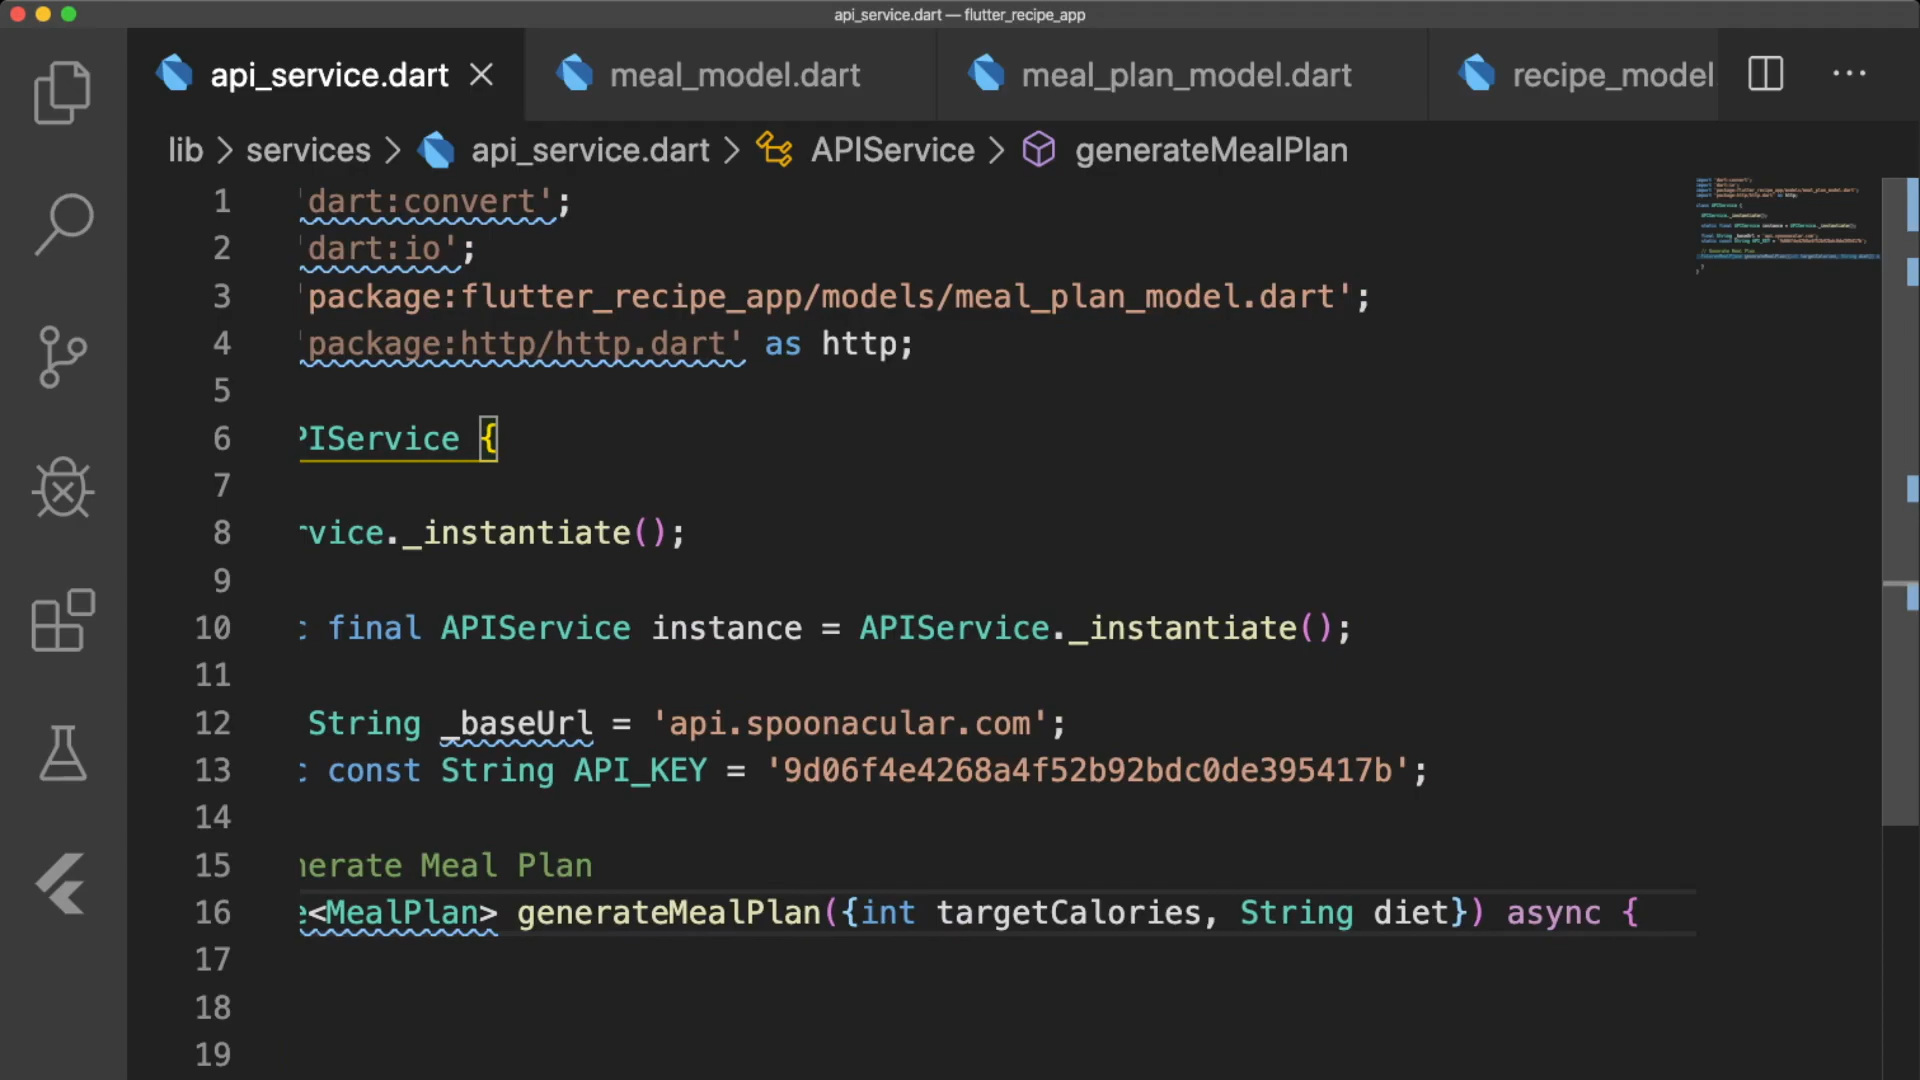 api_service.dart — flutter_recipe_app
api_service.dart meal_model.dart meal_plan_model.dart recipe_model
lib > services > api_service.dart > APIService > generateMealPlan
1 'dart:convert';
2 'dart:io';
3 'package:flutter_recipe_app/models/meal_plan_model.dart';
4 'package:http/http.dart' as http;
5
6 PIService {
7
8 rvice._instantiate();
9
10 c final APIService instance = APIService._instantiate();
11
12 String _baseUrl = 'api.spoonacular.com';
13 c const String API_KEY = '9d06f4e4268a4f52b92bdc0de395417b';
14
15 nerate Meal Plan
16 e<MealPlan> generateMealPlan({int targetCalories, String diet}) async {
17
18
19